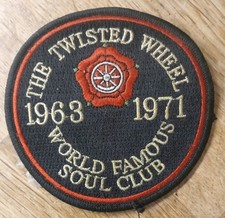 THE TWISTED WHEEL
1963 1971
WORLD FAMOUS
SOUL CLUB